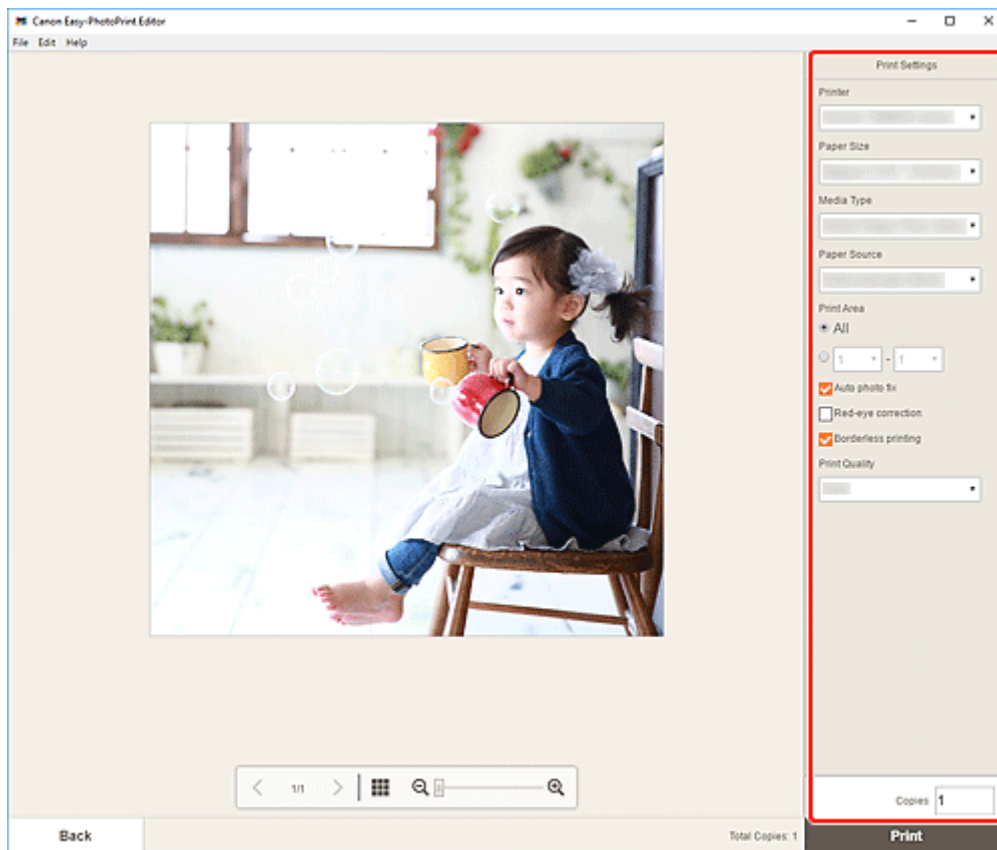 Canon Easy-PhotoPrint Editor
File Edit Help
Print Settings
Printer
Paper Size
Media Type
Paper Source
Print Area
All
1 - 1
Auto photo fix
Red-eye correction
Borderless printing
Print Quality
1/1
Copies 1
Back
Total Copies: 1
Print